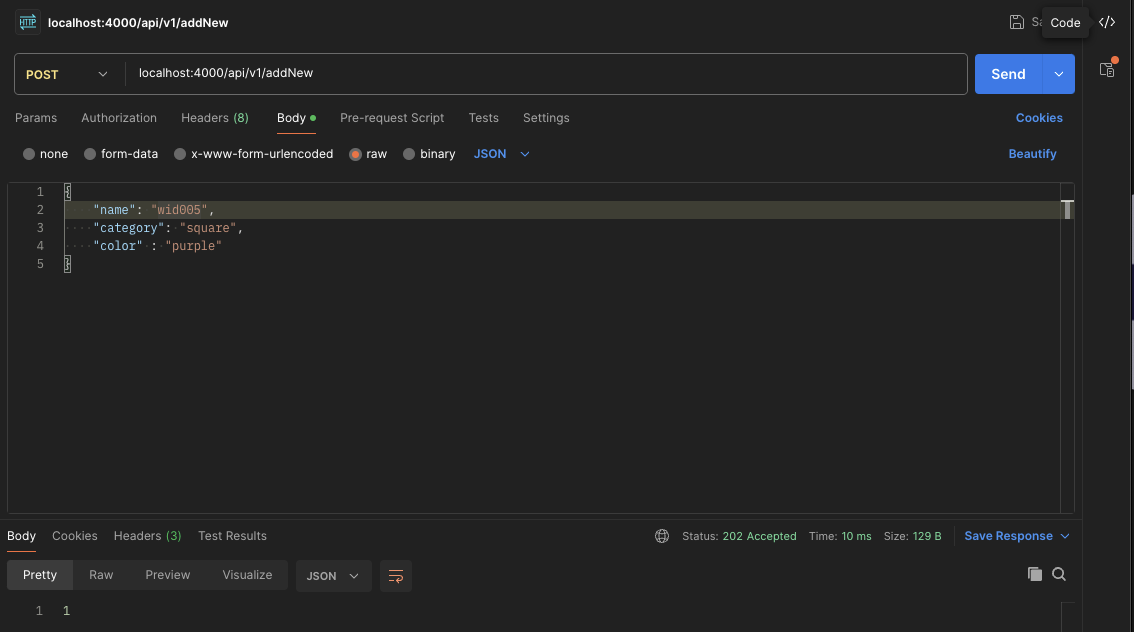 HTTP localhost:4000/api/v1/addNew Code </>
POST localhost:4000/api/v1/addNew Send
Params Authorization Headers (8) Body Pre-request Script Tests Settings Cookies
none form-data x-www-form-urlencoded raw binary JSON Beautify
1 {
2 "name": "wid005",
3 "category": "square",
4 "color" : "purple"
5 }
Body Cookies Headers (3) Test Results Status: 202 Accepted Time: 10 ms Size: 129 B Save Response
Pretty Raw Preview Visualize JSON
1 1